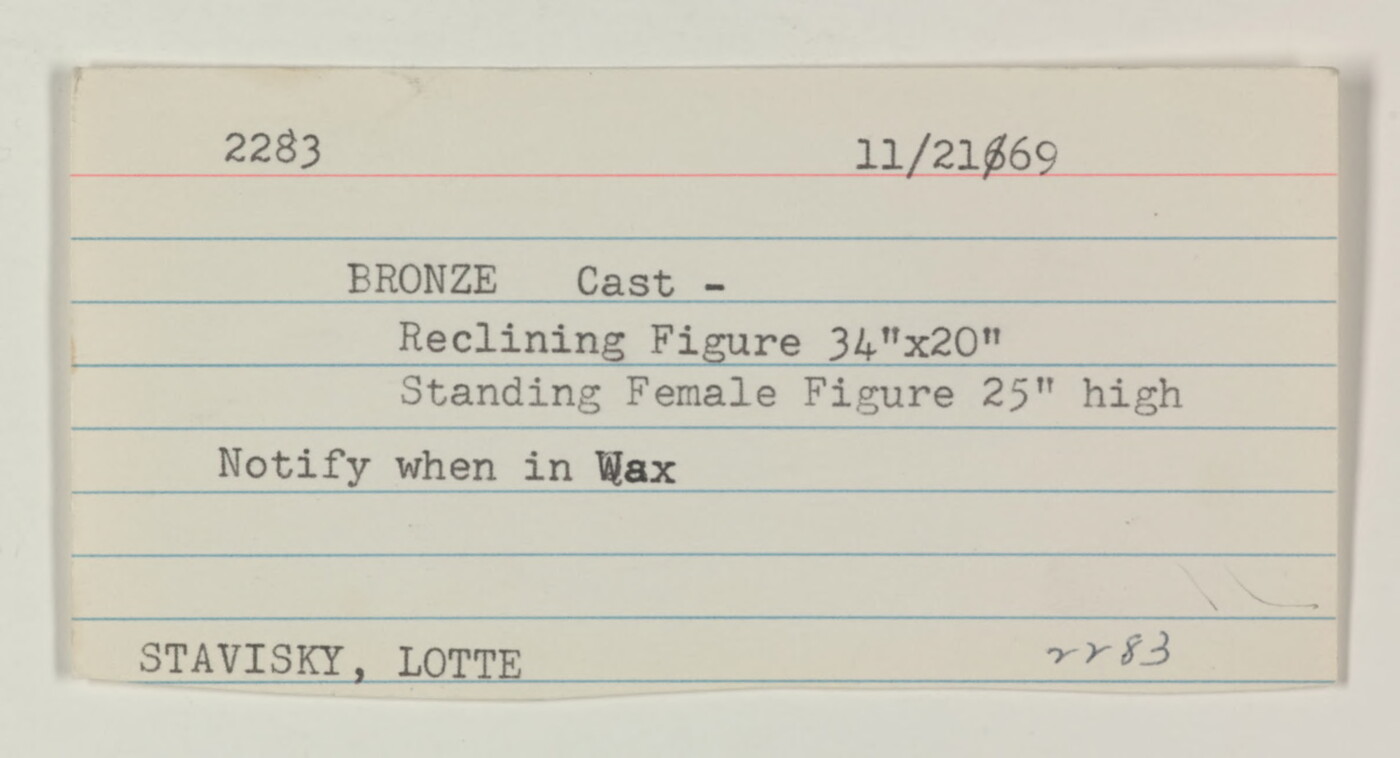 2283 11/21/69
BRONZE Cast -
Reclining Figure 34"x20"
Standing Female Figure 25" high
Notify when in Wax
STAVISKY, LOTTE 2283